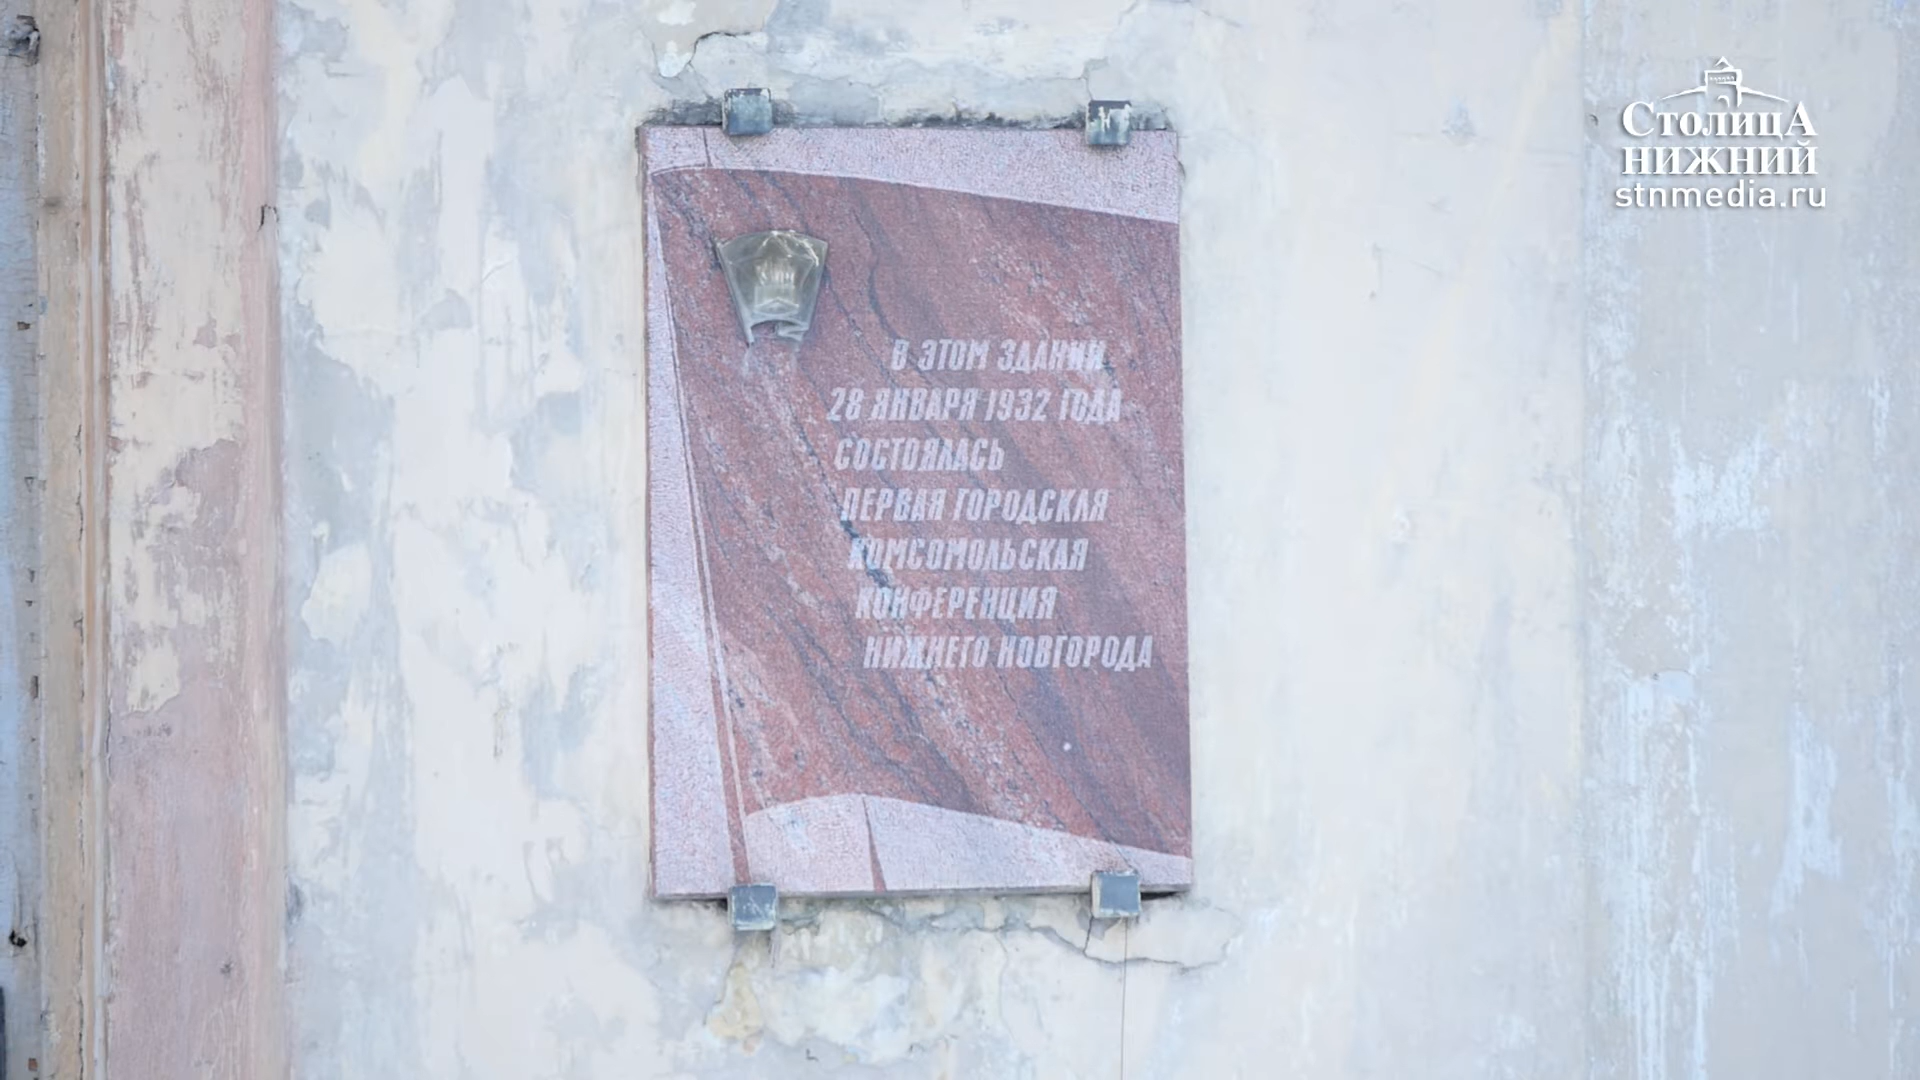 СтолицА
нижний
stnmedia.ru
В ЭТОМ ЗДАНИИ
28 ЯНВАРЯ 1932 ГОДА
СОСТОЯЛАСЬ
ПЕРВАЯ ГОРОДСКАЯ
КОМСОМОЛЬСКАЯ
КОНФЕРЕНЦИЯ
НИЖНЕГО НОВГОРОДА